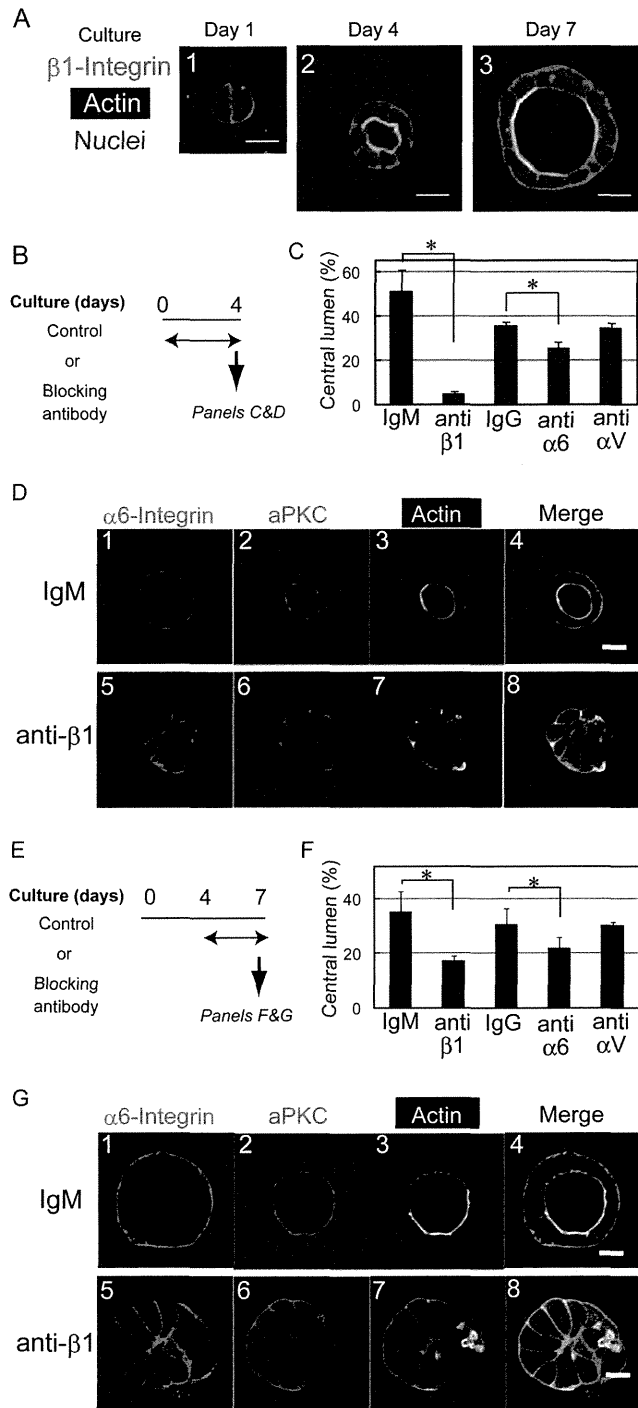 A
Culture
Day 1
Day 4
Day 7
β1-Integrin
Actin
Nuclei
1
2
3
B
Culture (days)
0
4
Control
or
Blocking
antibody
Panels C&D
C
Central lumen (%)
60
40
20
0
*
*
IgM
anti
β1
IgG
anti
α6
anti
αV
D
α6-Integrin
aPKC
Actin
Merge
IgM
1
2
3
4
anti-β1
5
6
7
8
E
Culture (days)
0
4
7
Control
or
Blocking
antibody
Panels F&G
F
Central lumen (%)
40
20
0
*
*
IgM
anti
β1
IgG
anti
α6
anti
αV
G
α6-Integrin
aPKC
Actin
Merge
IgM
1
2
3
4
anti-β1
5
6
7
8